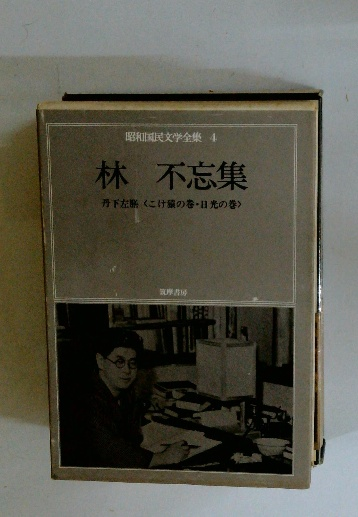 昭和国民文学全集 4
林 不忘集
丹下左膳〈こけ猿の巻・日光の巻〉
筑摩書房